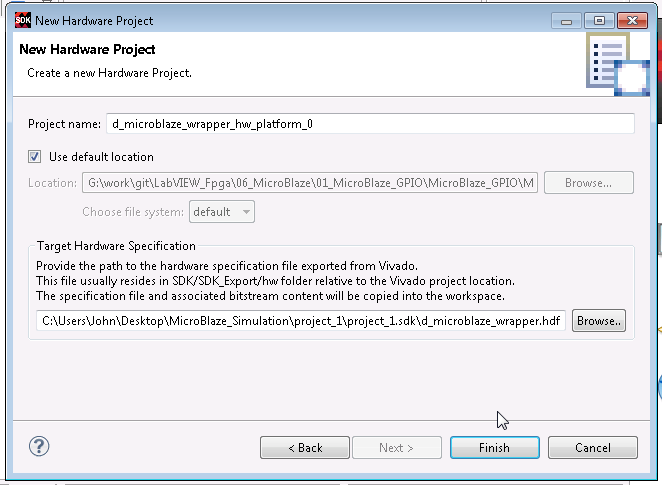 SDK New Hardware Project
New Hardware Project
Create a new Hardware Project.
Project name: d_microblaze_wrapper_hw_platform_0
Use default location
Location: G:\work\git\LabVIEW_Fpga\06_MicroBlaze\01_MicroBlaze_GPIO\MicroBlaze_GPIO\M Browse...
Choose file system: default
Target Hardware Specification
Provide the path to the hardware specification file exported from Vivado.
This file usually resides in SDK/SDK_Export/hw folder relative to the Vivado project location.
The specification file and associated bitstream content will be copied into the workspace.
C:\Users\John\Desktop\MicroBlaze_Simulation\project_1\project_1.sdk\d_microblaze_wrapper.hdf Browse..
? < Back Next > Finish Cancel